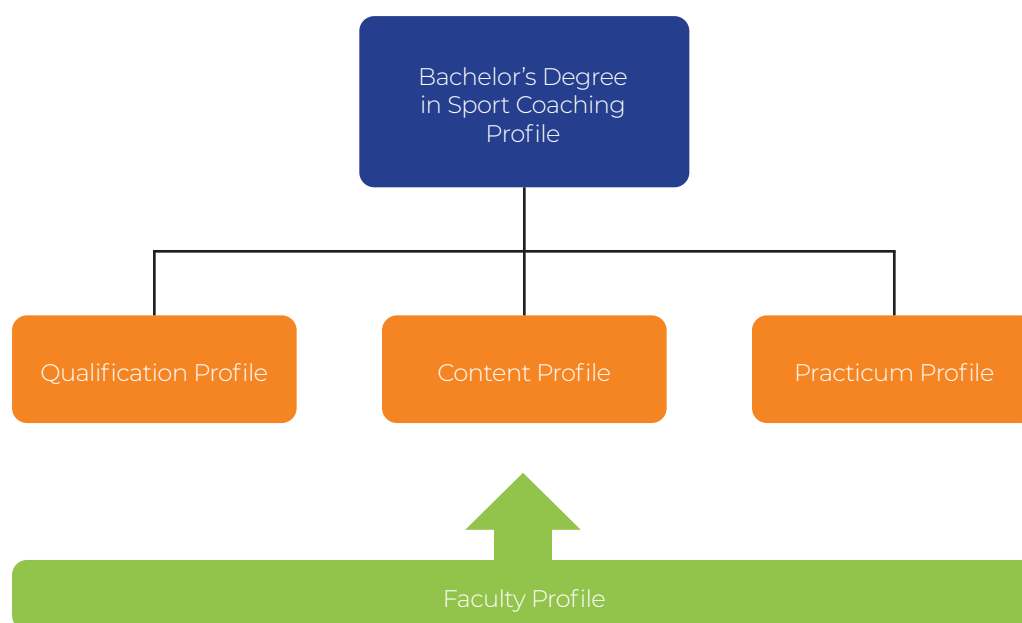 Bachelor’s Degree
in Sport Coaching
Profile
Qualification Profile
Content Profile
Practicum Profile
Faculty Profile